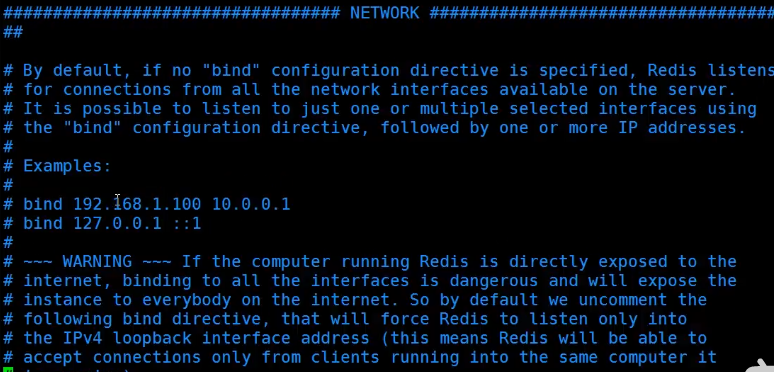 ################################## NETWORK ###################################
##

# By default, if no "bind" configuration directive is specified, Redis listens
# for connections from all the network interfaces available on the server.
# It is possible to listen to just one or multiple selected interfaces using
# the "bind" configuration directive, followed by one or more IP addresses.
#
# Examples:
#
# bind 192.168.1.100 10.0.0.1
# bind 127.0.0.1 ::1
#
# ~~~ WARNING ~~~ If the computer running Redis is directly exposed to the
# internet, binding to all the interfaces is dangerous and will expose the
# instance to everybody on the internet. So by default we uncomment the
# following bind directive, that will force Redis to listen only into
# the IPv4 loopback interface address (this means Redis will be able to
# accept connections only from clients running into the same computer it